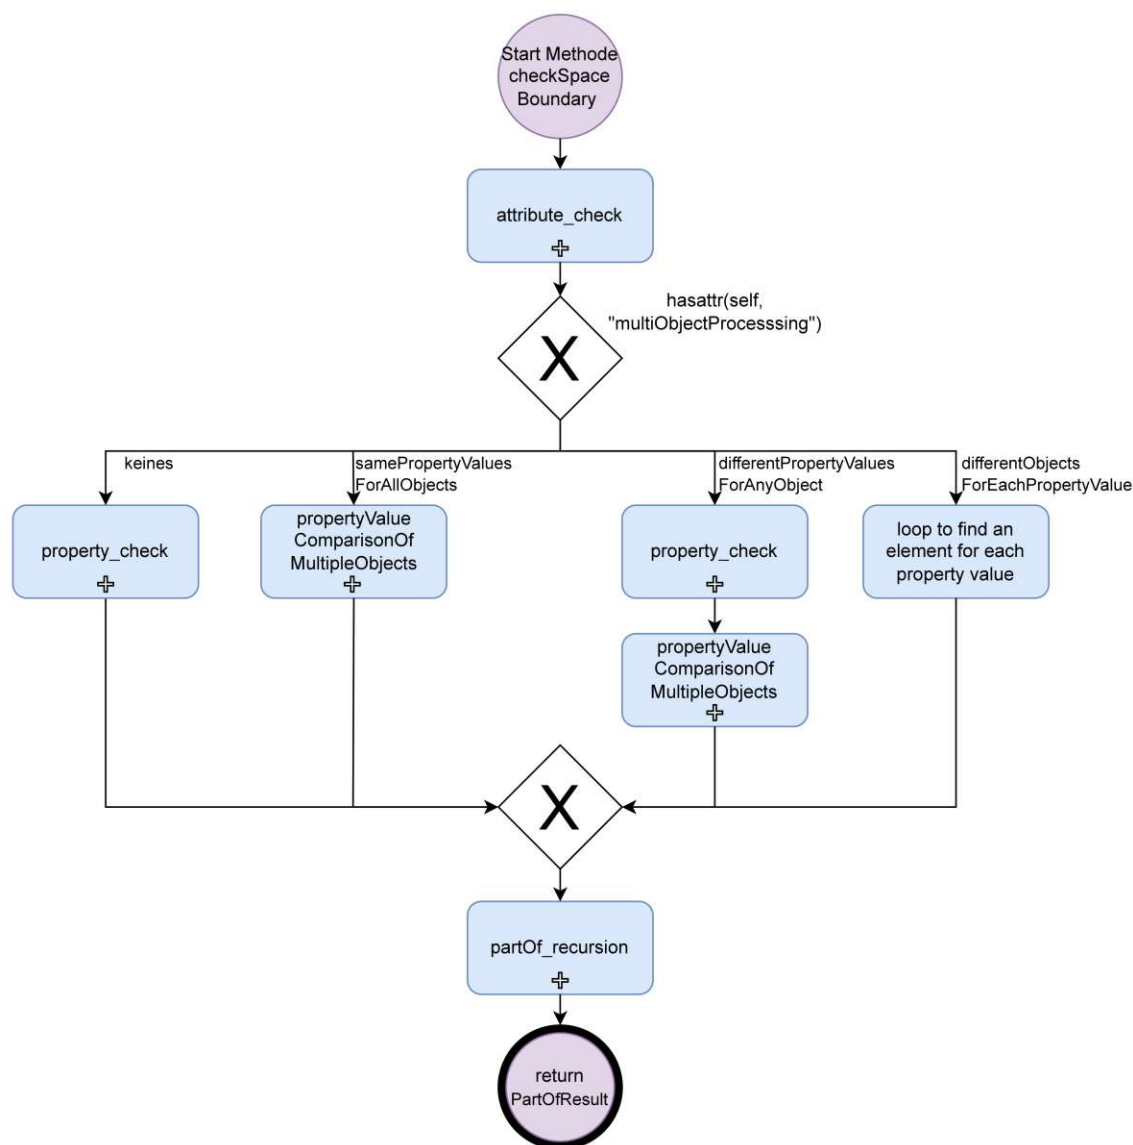 Start Methode
checkSpace
Boundary
attribute_check
hasattr(self,
"multiObjectProcesssing")
X
keines
samePropertyValues
ForAllObjects
differentPropertyValues
ForAnyObject
differentObjects
ForEachPropertyValue
property_check
propertyValue
ComparisonOf
MultipleObjects
property_check
loop to find an
element for each
property value
propertyValue
ComparisonOf
MultipleObjects
X
partOf_recursion
return
PartOfResult